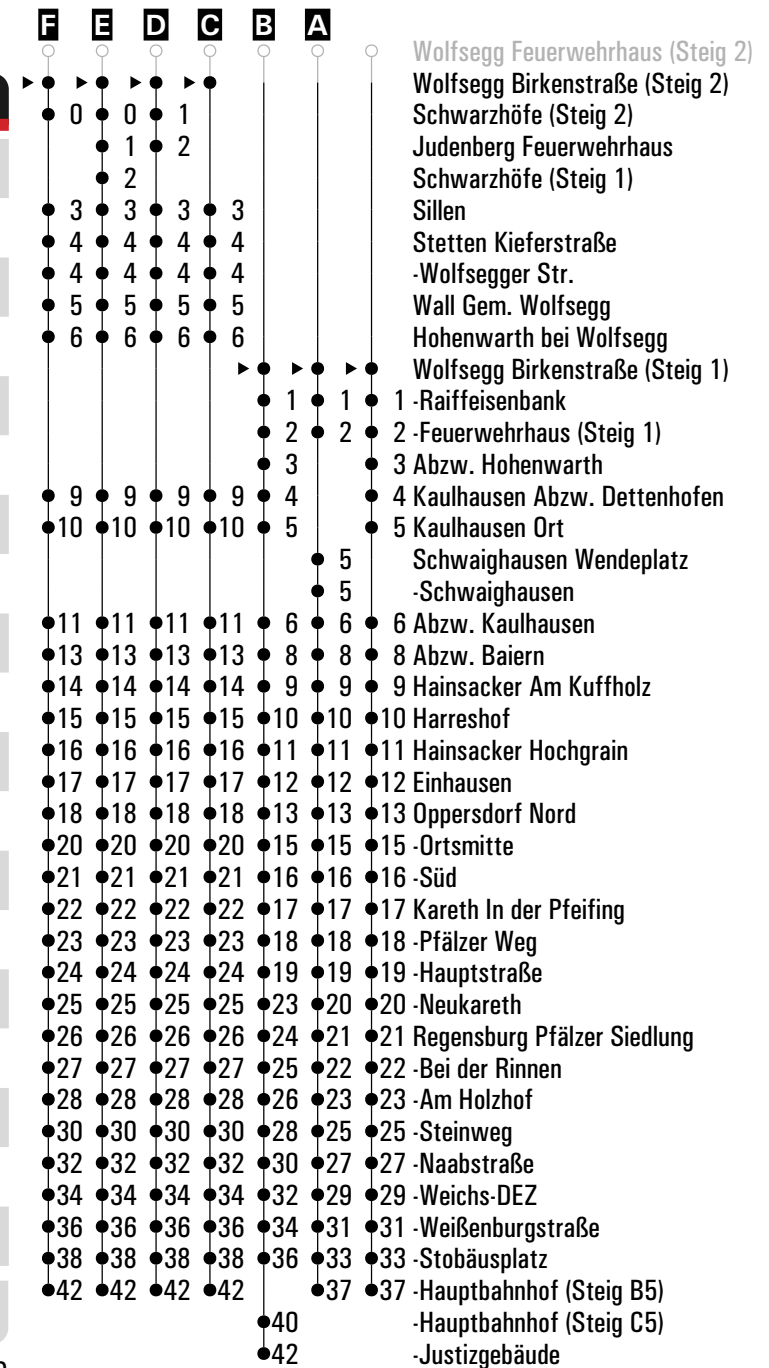 F E D C B A
Wolfsegg Feuerwehrhaus (Steig 2)
Wolfsegg Birkenstraße (Steig 2)
0 0 1 Schwarzhöfe (Steig 2)
1 2 Judenberg Feuerwehrhaus
2 Schwarzhöfe (Steig 1)
3 3 3 3 Sillen
4 4 4 4 Stetten Kieferstraße
4 4 4 4 -Wolfsegger Str.
5 5 5 5 Wall Gem. Wolfsegg
6 6 6 6 Hohenwarth bei Wolfsegg
Wolfsegg Birkenstraße (Steig 1)
1 1 1 -Raiffeisenbank
2 2 2 -Feuerwehrhaus (Steig 1)
3 3 Abzw. Hohenwarth
9 9 9 9 4 4 Kaulhausen Abzw. Dettenhofen
10 10 10 10 5 5 Kaulhausen Ort
5 Schwaighausen Wendeplatz
5 -Schwaighausen
11 11 11 11 6 6 6 Abzw. Kaulhausen
13 13 13 13 8 8 8 Abzw. Baiern
14 14 14 14 9 9 9 Hainsacker Am Kuffholz
15 15 15 15 10 10 10 Harreshof
16 16 16 16 11 11 11 Hainsacker Hochgrain
17 17 17 17 12 12 12 Einhausen
18 18 18 18 13 13 13 Oppersdorf Nord
20 20 20 20 15 15 15 -Ortsmitte
21 21 21 21 16 16 16 -Süd
22 22 22 22 17 17 17 Kareth In der Pfeifing
23 23 23 23 18 18 18 -Pfälzer Weg
24 24 24 24 19 19 19 -Hauptstraße
25 25 25 25 23 20 20 -Neukareth
26 26 26 26 24 21 21 Regensburg Pfälzer Siedlung
27 27 27 27 25 22 22 -Bei der Rinnen
28 28 28 28 26 23 23 -Am Holzhof
30 30 30 30 28 25 25 -Steinweg
32 32 32 32 30 27 27 -Naabstraße
34 34 34 34 32 29 29 -Weichs-DEZ
36 36 36 36 34 31 31 -Weißenburgstraße
38 38 38 38 36 33 33 -Stobäusplatz
42 42 42 42 37 37 -Hauptbahnhof (Steig B5)
40 -Hauptbahnhof (Steig C5)
42 -Justizgebäude